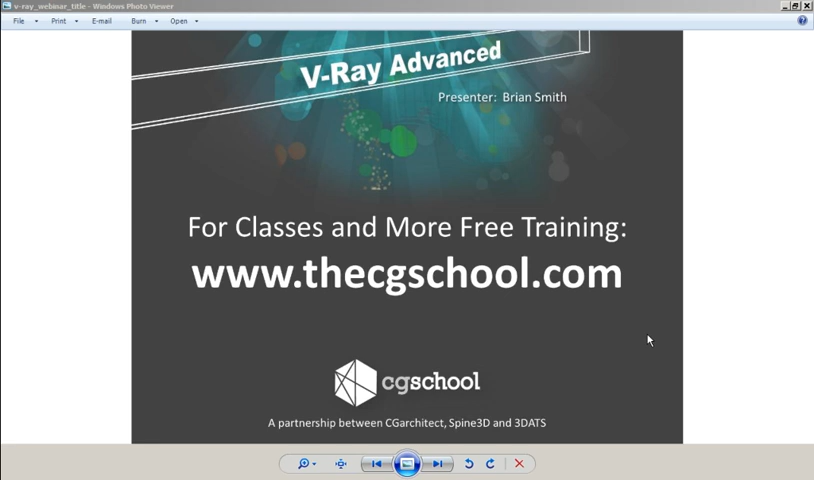 v-ray_webinar_title - Windows Photo Viewer
File Print E-mail Burn Open
V-Ray Advanced
Presenter: Brian Smith
For Classes and More Free Training:
www.thecgschool.com
cgschool
A partnership between CGarchitect, Spine3D and 3DATS